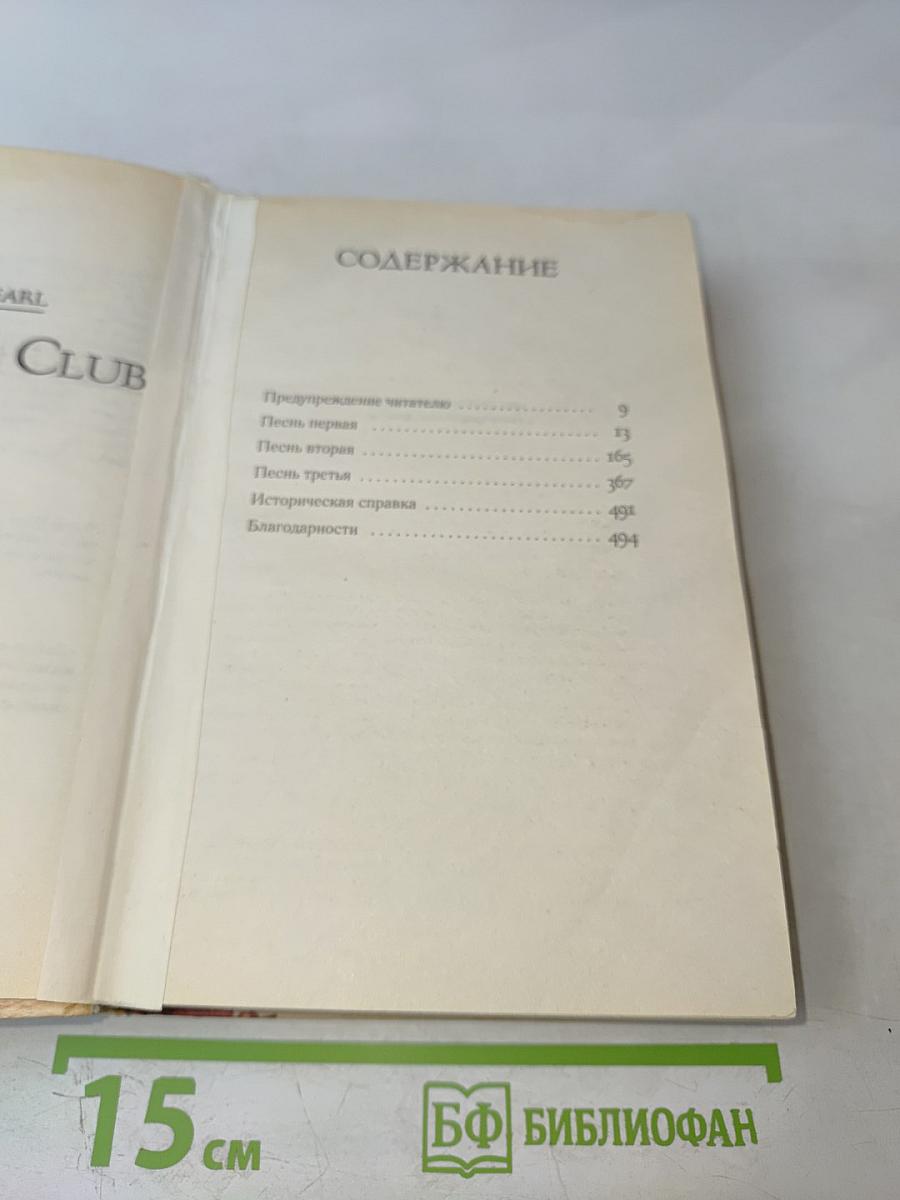 EARL
CLUB
СОДЕРЖАНИЕ
Предупреждение читателю .................... 9
Песнь первая .................... 13
Песнь вторая .................... 165
Песнь третья .................... 367
Историческая справка .................... 491
Благодарности .................... 494
15 см
БФ БИБЛИОФАН